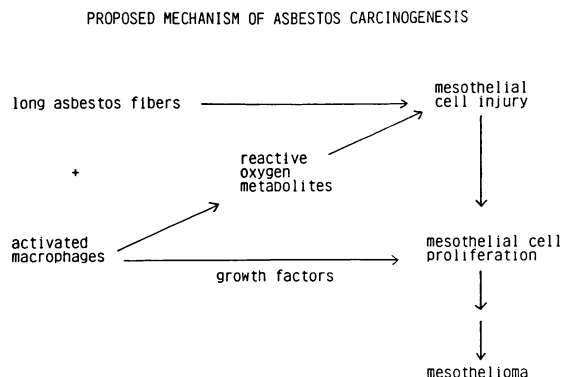 PROPOSED MECHANISM OF ASBESTOS CARCINOGENESIS
long asbestos fibers
mesothelial
cell injury
+
reactive
oxygen
metabolites
activated
macrophages
growth factors
mesothelial cell
proliferation
mesothelioma